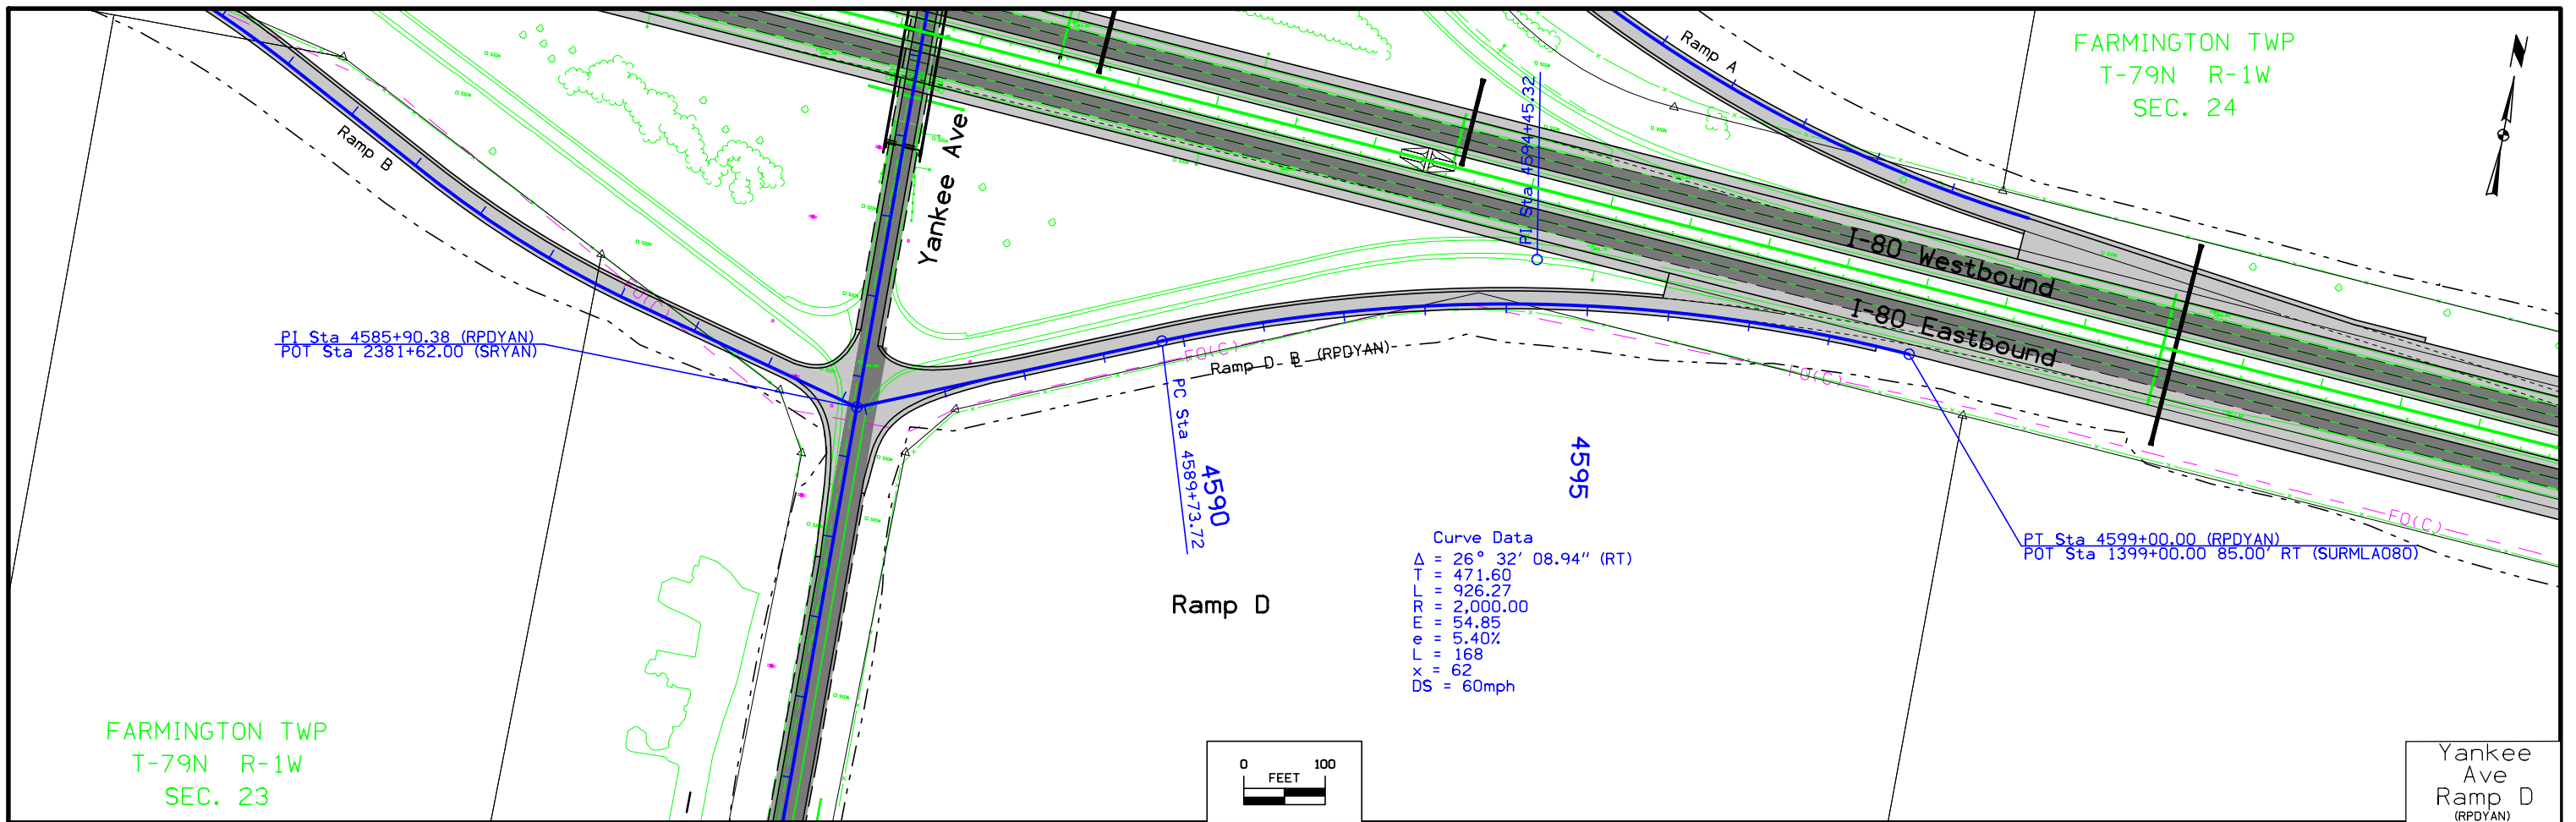 Ramp A
FARMINGTON TWP
T-79N R-1W
SEC. 24
Ramp B
Yankee Ave
PI Sta 4594+45.32
I-80 Westbound
I-80 Eastbound
PI Sta 4585+90.38 (RPDYAN)
POT Sta 2381+62.00 (SRYAN)
FO(C)
FO(C)
Ramp D ℄ (RPDYAN)
FO(C)
PC Sta 4589+73.72
4590
4595
FO(C)
PT Sta 4599+00.00 (RPDYAN)
POT Sta 1399+00.00 85.00' RT (SURMLA080)
Curve Data
Δ = 26° 32' 08.94" (RT)
T = 471.60
L = 926.27
R = 2,000.00
E = 54.85
e = 5.40%
L = 168
x = 62
DS = 60mph
Ramp D
FARMINGTON TWP
T-79N R-1W
SEC. 23
0 100
FEET
Yankee
Ave
Ramp D
(RPDYAN)